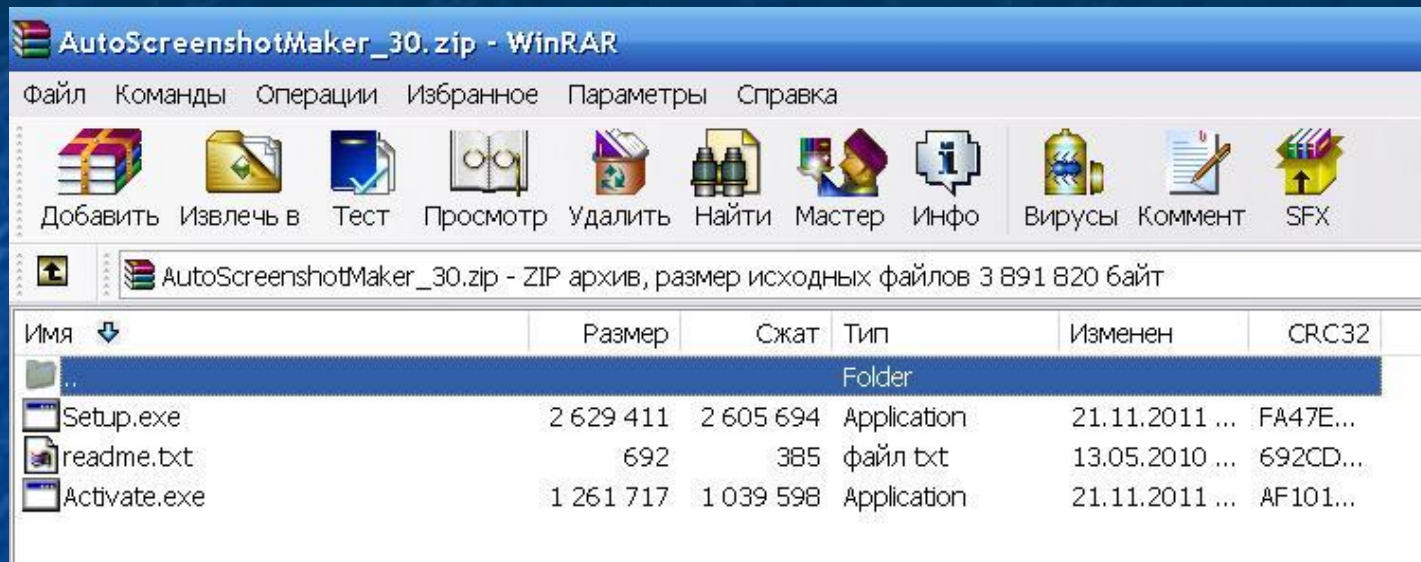 AutoScreenshotMaker_30.zip - WinRAR
Файл Команды Операции Избранное Параметры Справка
Добавить Извлечь в Тест Просмотр Удалить Найти Мастер Инфо Вирусы Коммент SFX
AutoScreenshotMaker_30.zip - ZIP архив, размер исходных файлов 3 891 820 байт
Имя Размер Сжат Тип Изменен CRC32
.. Folder
Setup.exe 2 629 411 2 605 694 Application 21.11.2011 ... FA47E...
readme.txt 692 385 файл txt 13.05.2010 ... 692CD...
Activate.exe 1 261 717 1 039 598 Application 21.11.2011 ... AF101...